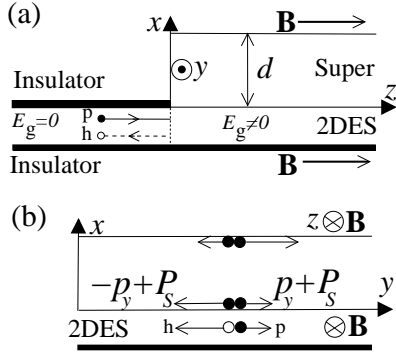 (a) x B
y d Super
Insulator
z
E_g=0 p E_g≠0 2DES
h
Insulator B
(b) x z ⊗ B
−p_y+P_S p_y+P_S y
2DES h p ⊗ B